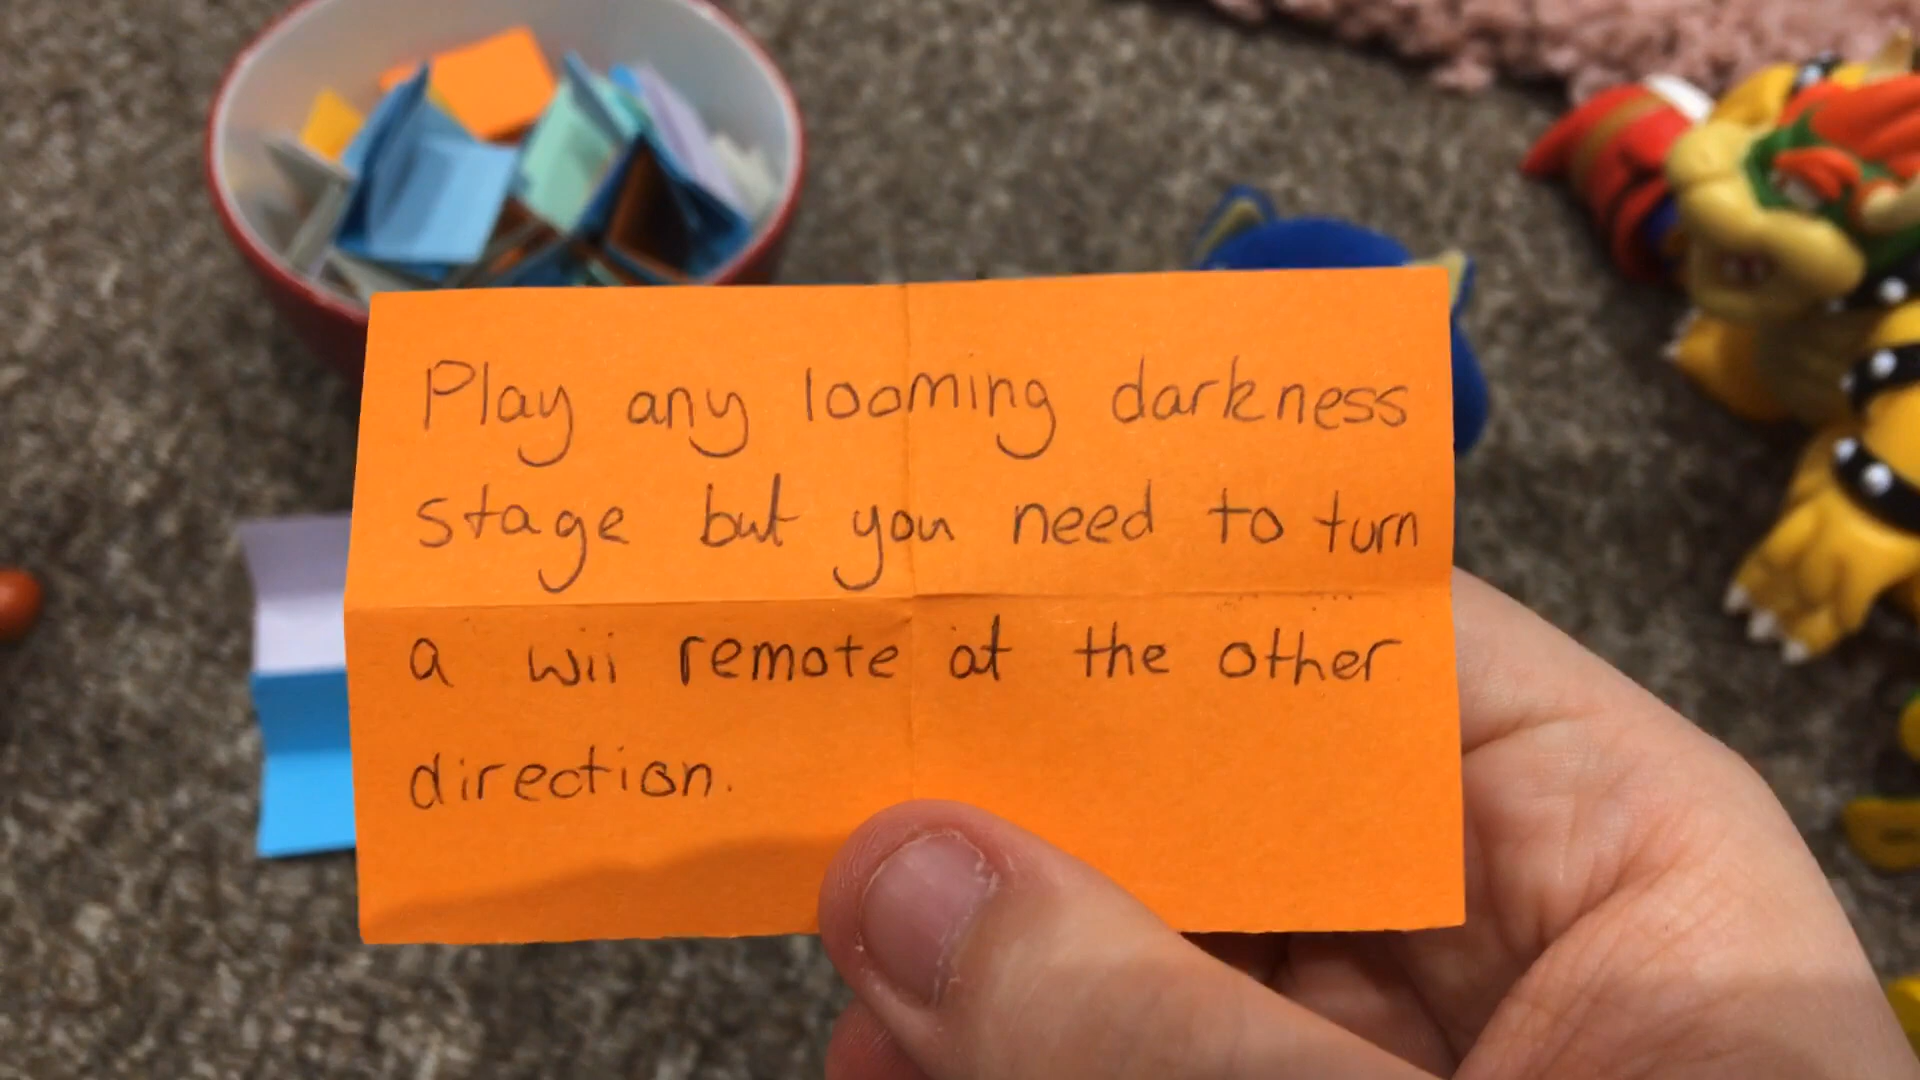 Play any looming darkness
stage but you need to turn
a wii remote at the other
direction.